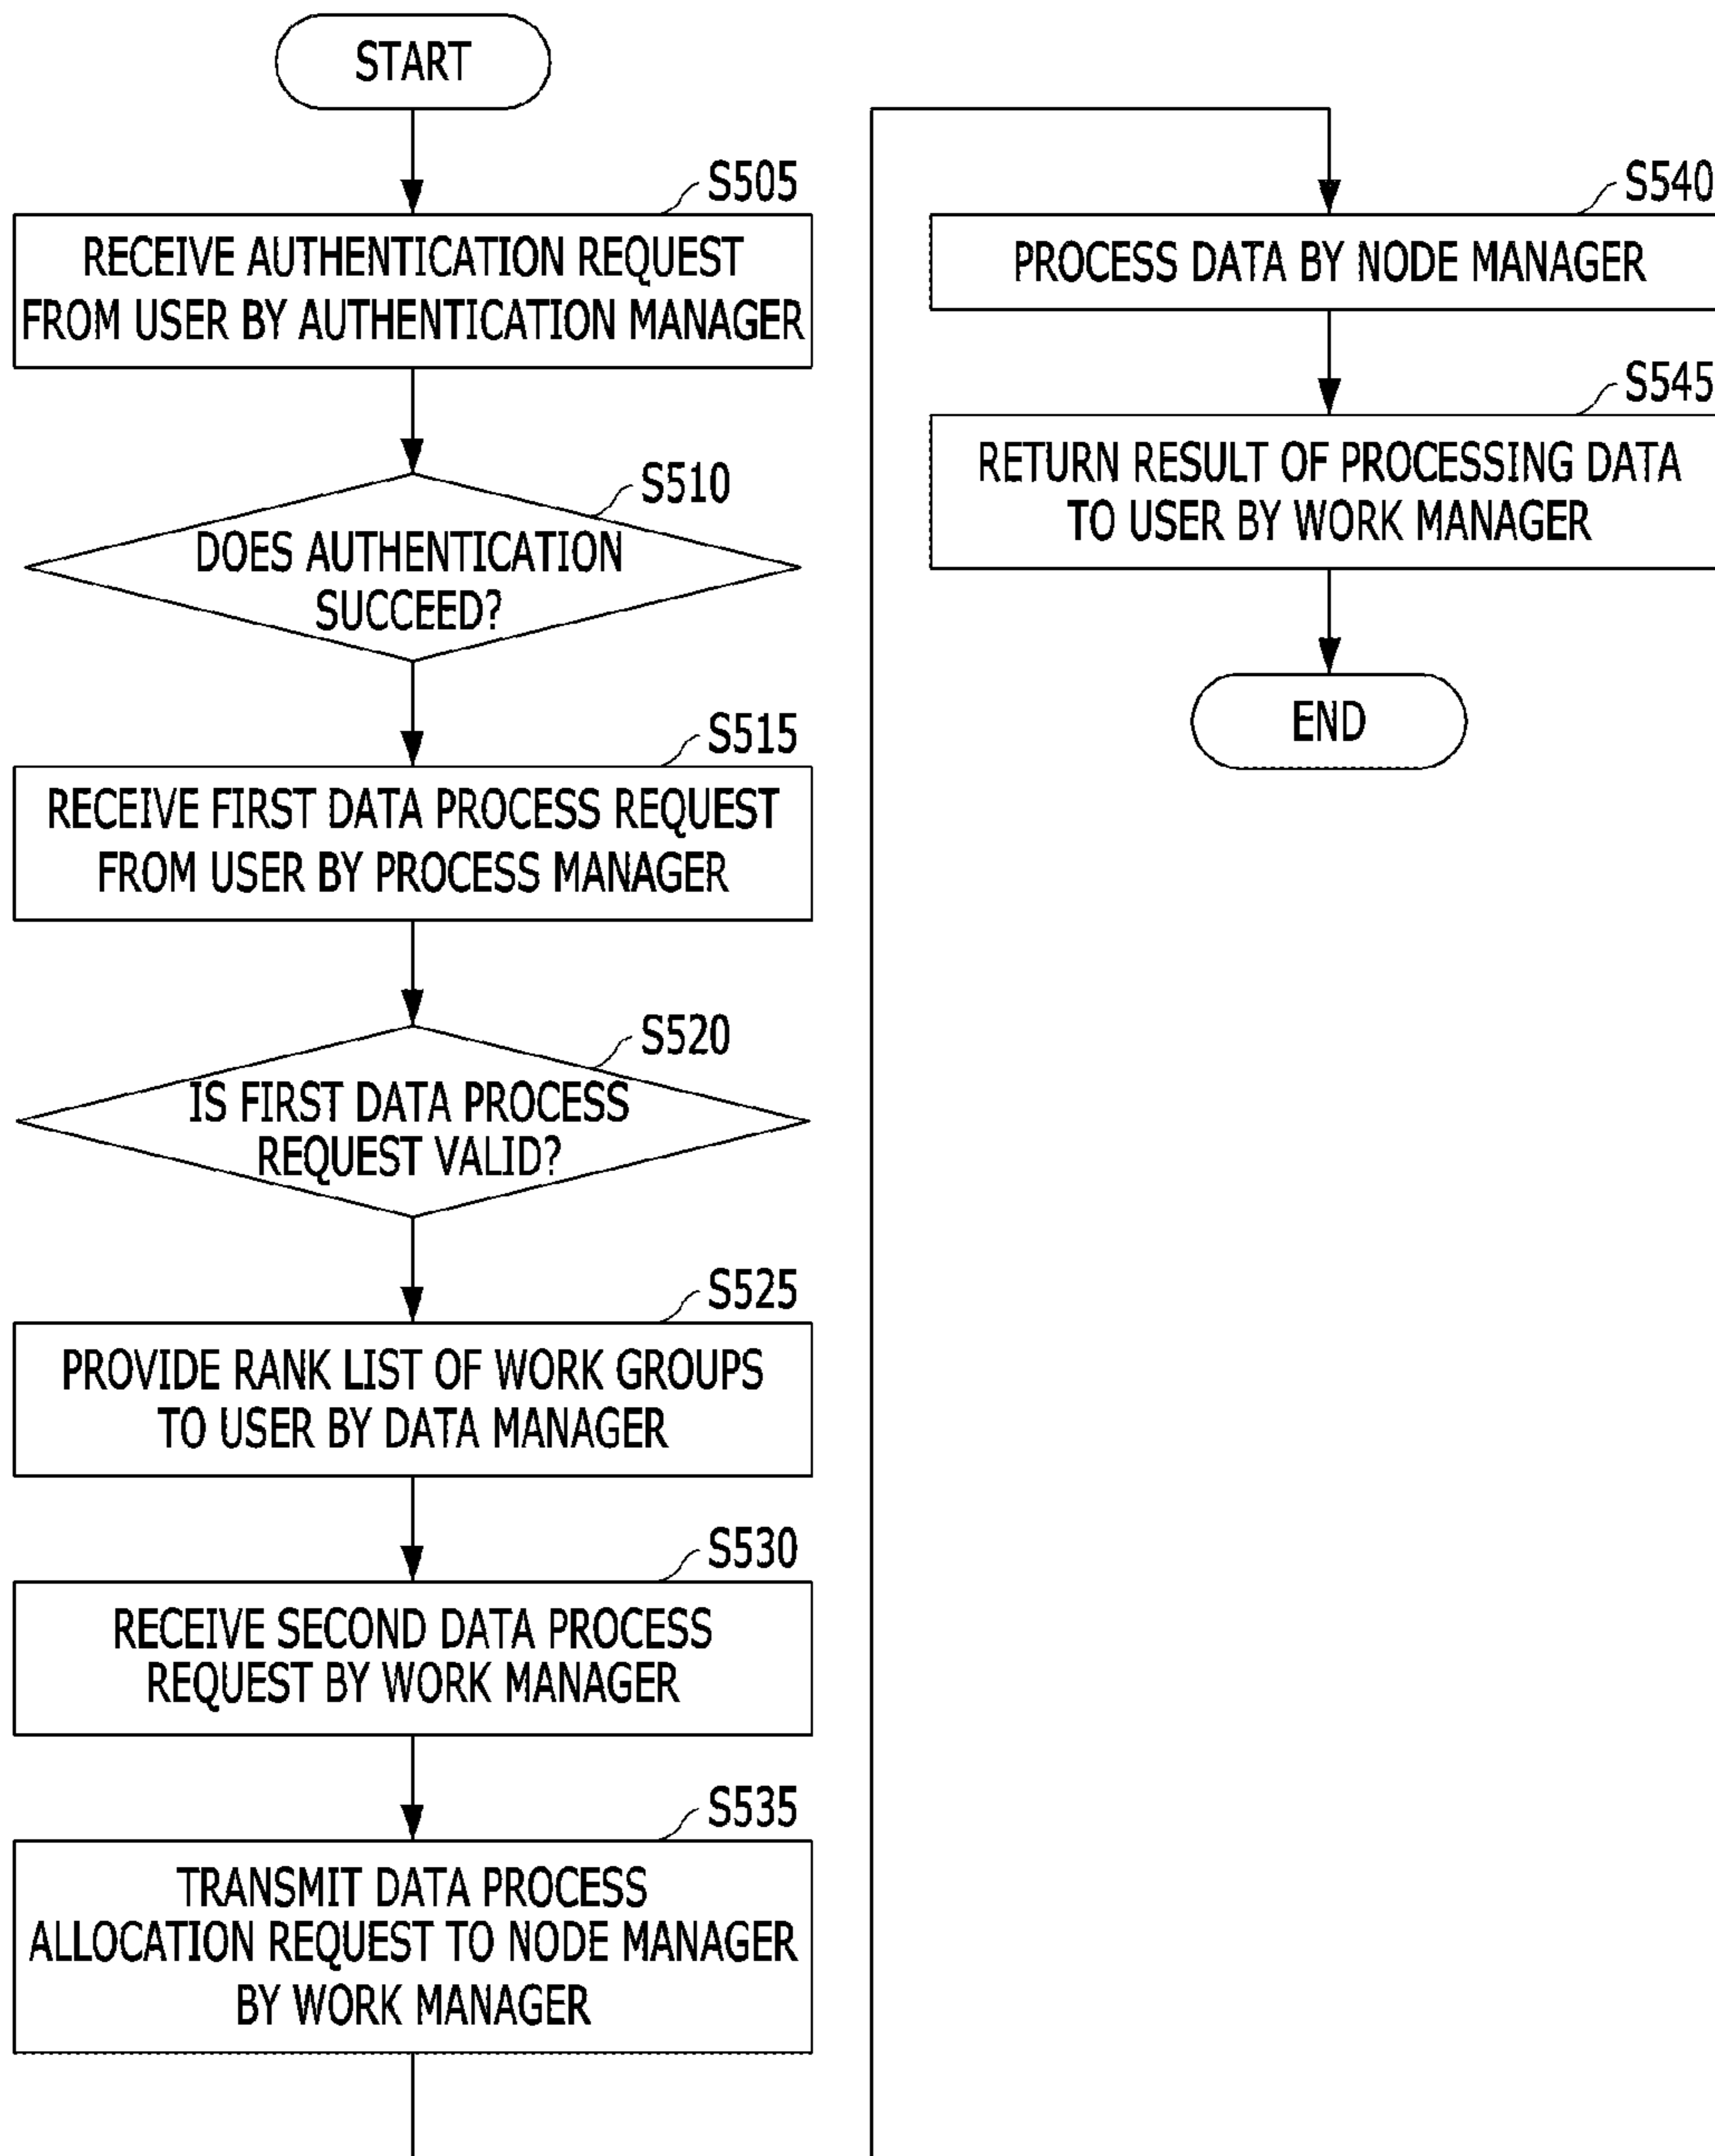 START
S505
RECEIVE AUTHENTICATION REQUEST
FROM USER BY AUTHENTICATION MANAGER
S510
DOES AUTHENTICATION
SUCCEED?
S515
RECEIVE FIRST DATA PROCESS REQUEST
FROM USER BY PROCESS MANAGER
S520
IS FIRST DATA PROCESS
REQUEST VALID?
S525
PROVIDE RANK LIST OF WORK GROUPS
TO USER BY DATA MANAGER
S530
RECEIVE SECOND DATA PROCESS
REQUEST BY WORK MANAGER
S535
TRANSMIT DATA PROCESS
ALLOCATION REQUEST TO NODE MANAGER
BY WORK MANAGER
S540
PROCESS DATA BY NODE MANAGER
S545
RETURN RESULT OF PROCESSING DATA
TO USER BY WORK MANAGER
END